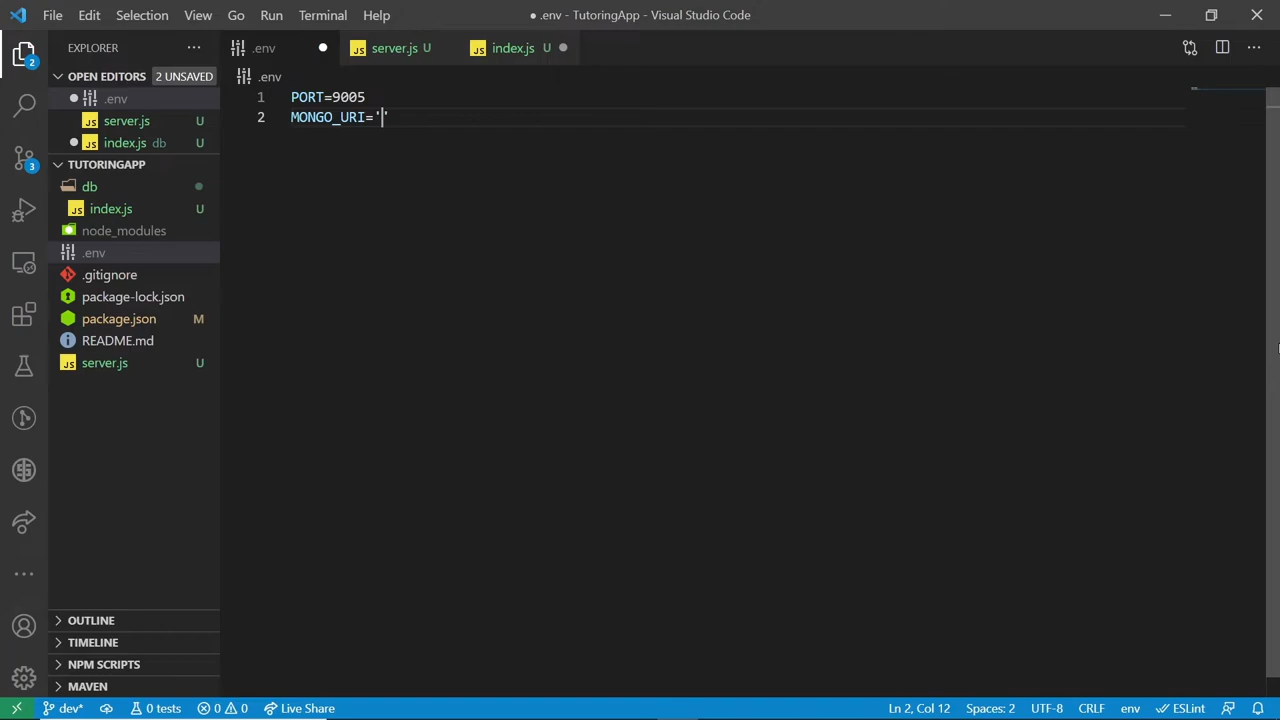 File Edit Selection View Go Run Terminal Help
● .env - TutoringApp - Visual Studio Code
EXPLORER
OPEN EDITORS 2 UNSAVED
.env
server.js U
index.js U
.env
.env
server.js
index.js db
TUTORINGAPP
db
index.js U
node_modules
.env
.gitignore
package-lock.json
package.json M
README.md
server.js U
OUTLINE
TIMELINE
NPM SCRIPTS
MAVEN
2
3
1 PORT=9005
2 MONGO_URI=''
dev* 0 tests 0 0 Live Share
Ln 2, Col 12 Spaces: 2 UTF-8 CRLF env ESLint